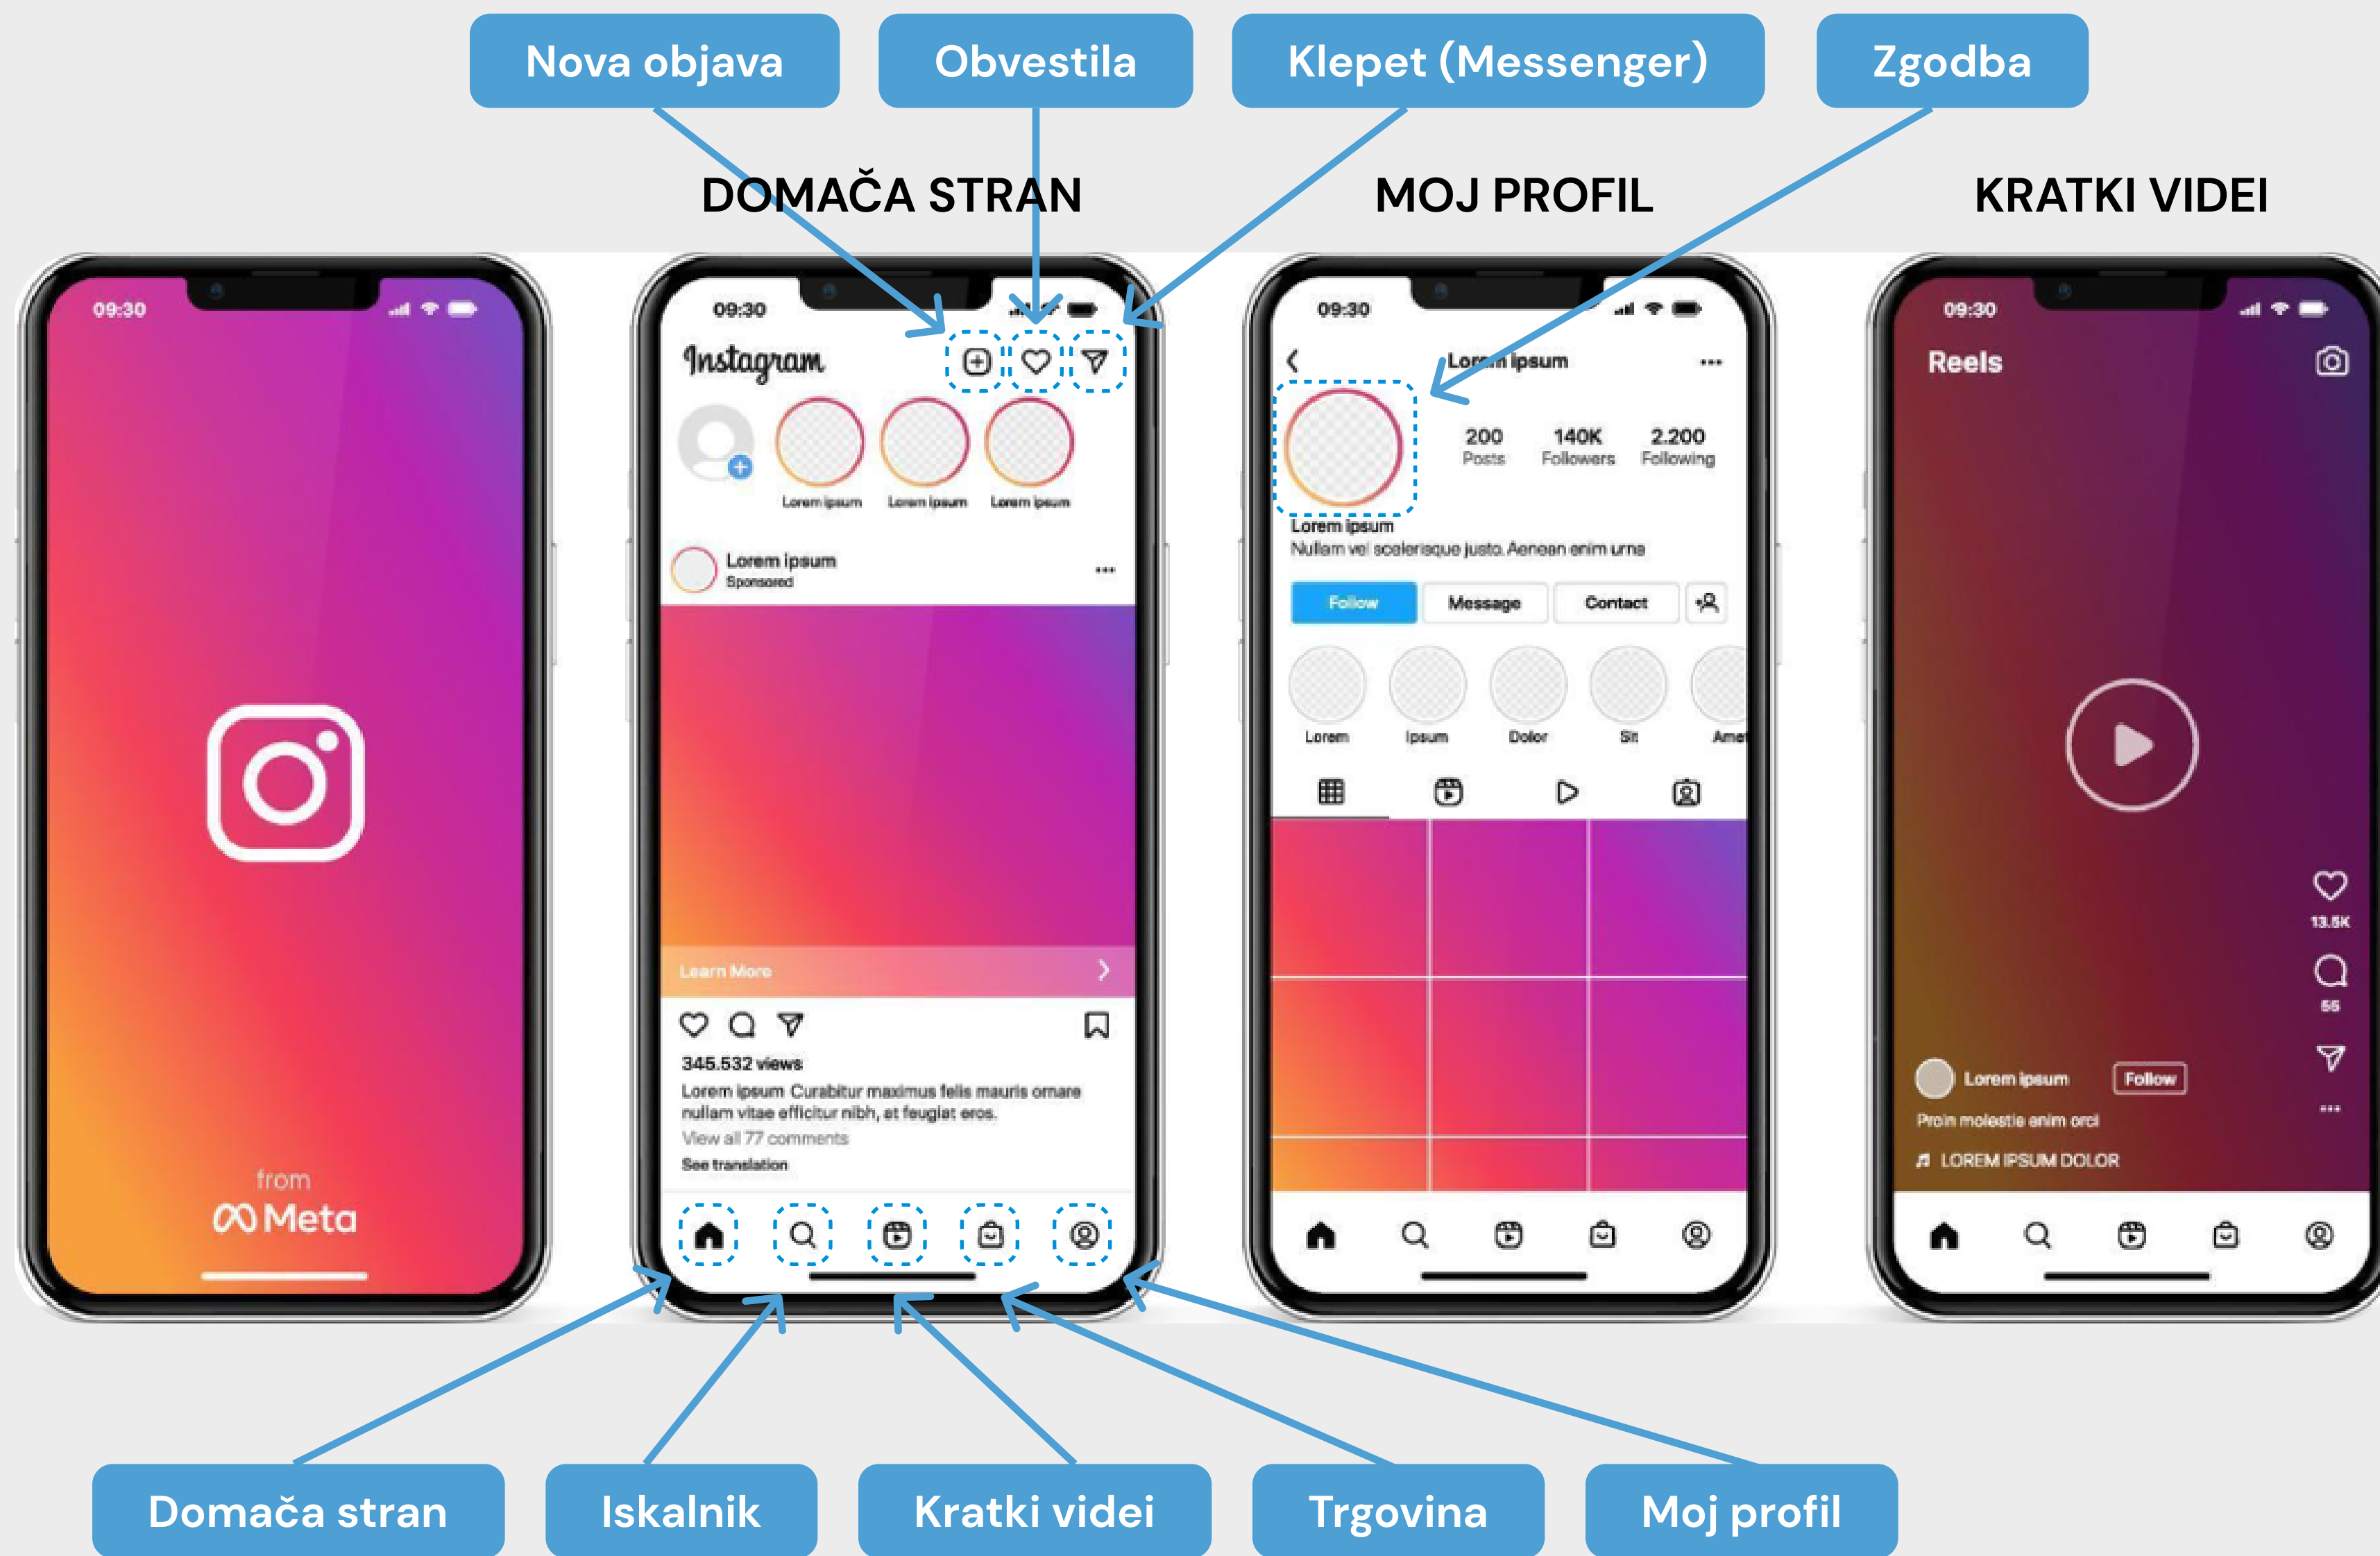 Nova objava
Obvestila
Klepet (Messenger)
Zgodba
DOMAČA STRAN
MOJ PROFIL
KRATKI VIDEI
09:30
from
Meta
09:30
Instagram
Lorem ipsum
Lorem ipsum
Lorem ipsum
Lorem ipsum
Sponsored
Learn More
345.532 views
Lorem ipsum Curabitur maximus felis mauris ornare
nullam vitae efficitur nibh, at feugiat eros.
View all 77 comments
See translation
09:30
Lorem ipsum
200
Posts
140K
Followers
2.200
Following
Lorem ipsum
Nullam vel scelerisque justo. Aenean enim urna
Follow
Message
Contact
Lorem
Ipsum
Dolor
Sit
Amet
09:30
Reels
13.5K
55
Lorem ipsum
Follow
Proin molestie enim orci
LOREM IPSUM DOLOR
Domača stran
Iskalnik
Kratki videi
Trgovina
Moj profil